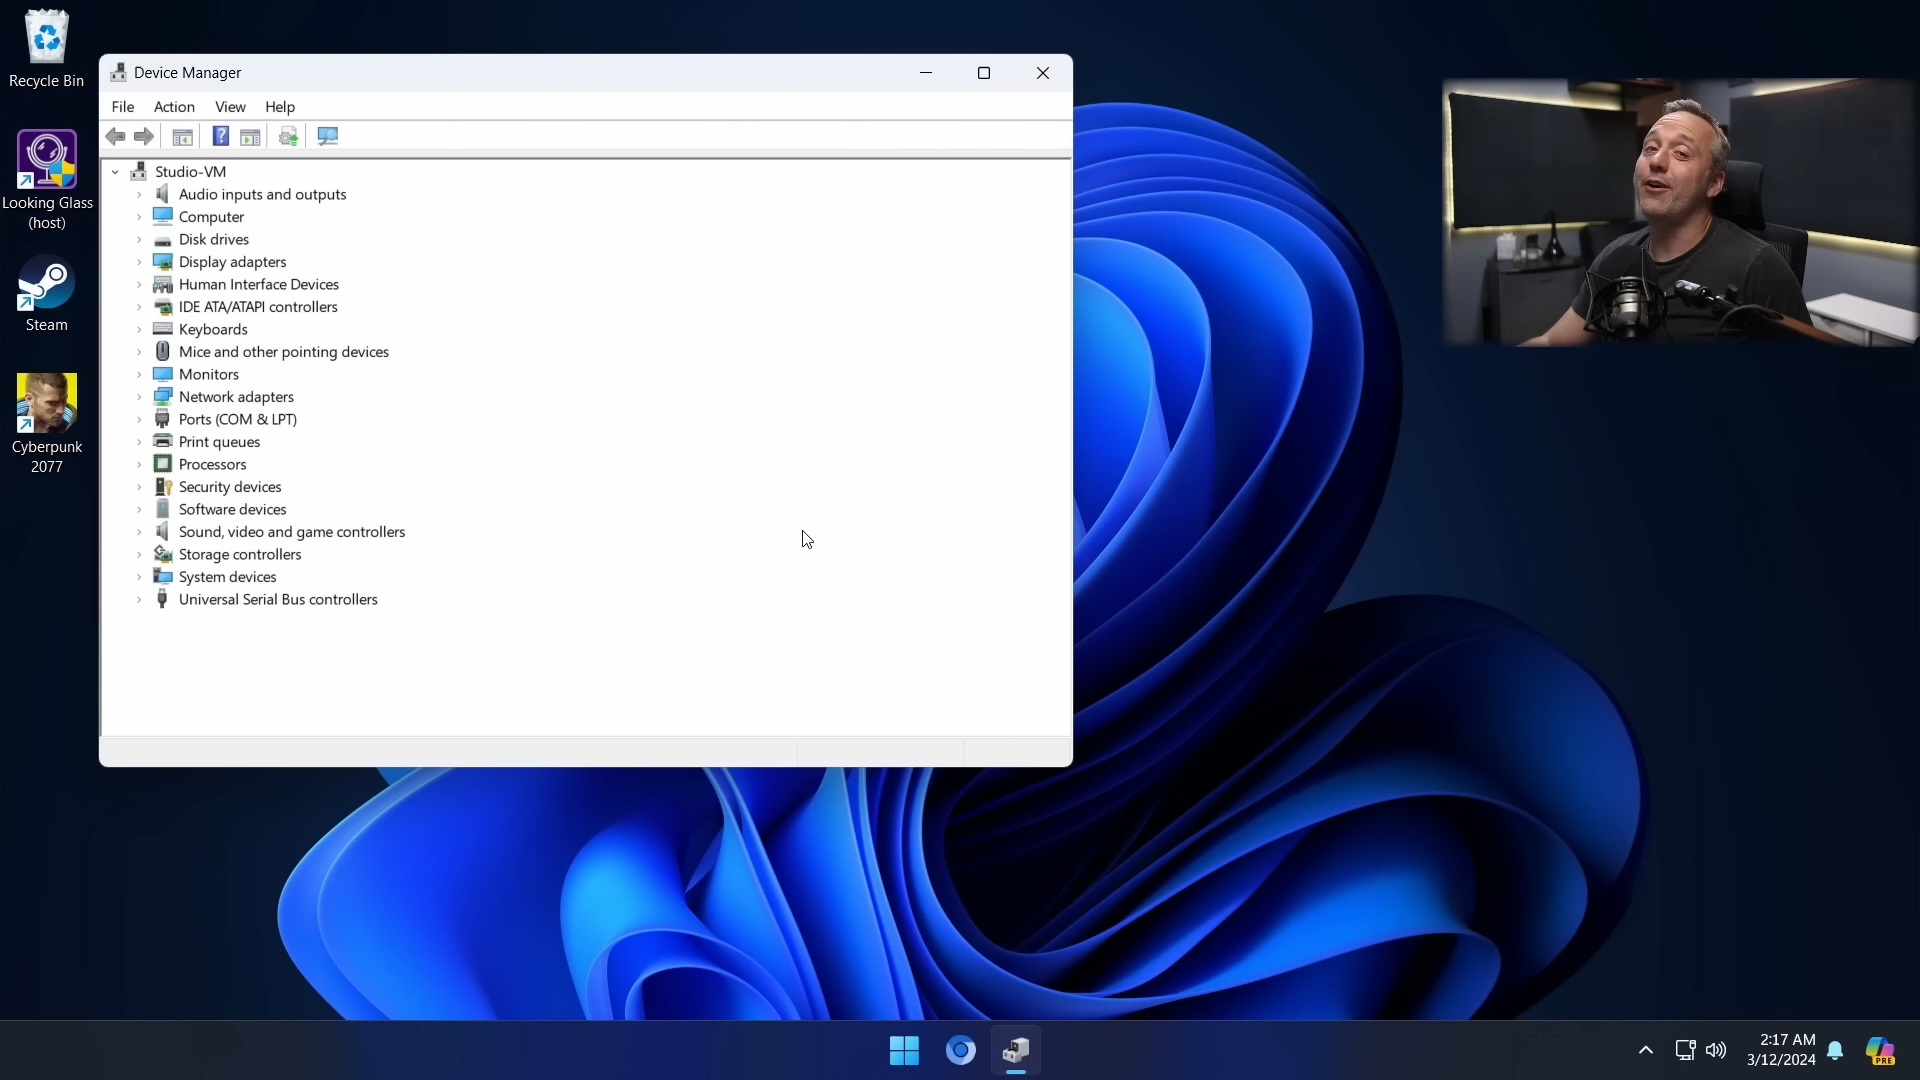 Recycle Bin
Looking Glass
(host)
Steam
Cyberpunk
2077
Device Manager
File Action View Help
?
Studio-VM
Audio inputs and outputs
Computer
Disk drives
Display adapters
Human Interface Devices
IDE ATA/ATAPI controllers
Keyboards
Mice and other pointing devices
Monitors
Network adapters
Ports (COM & LPT)
Print queues
Processors
Security devices
Software devices
Sound, video and game controllers
Storage controllers
System devices
Universal Serial Bus controllers
2:17 AM
3/12/2024
PRE